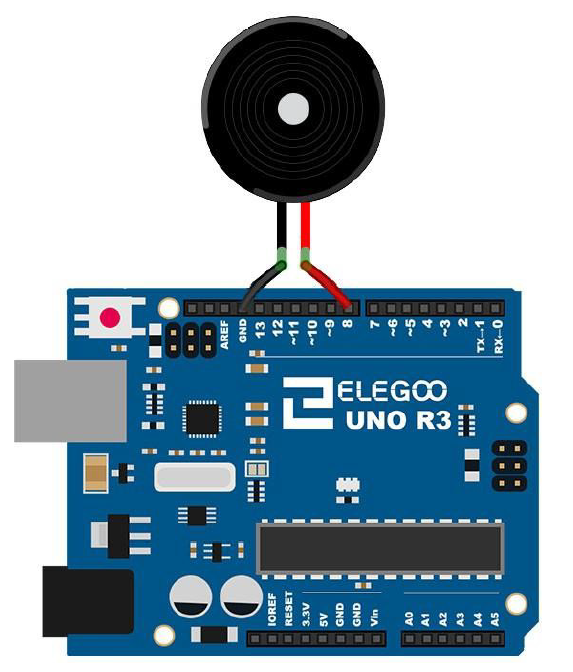 AREF
GND
13
12
~11
~10
~9
8
7
~6
~5
4
~3
2
TX→1
RX←0
ELEGOO
UNO R3
IOREF
RESET
3.3V
5V
GND
GND
Vin
A0
A1
A2
A3
A4
A5